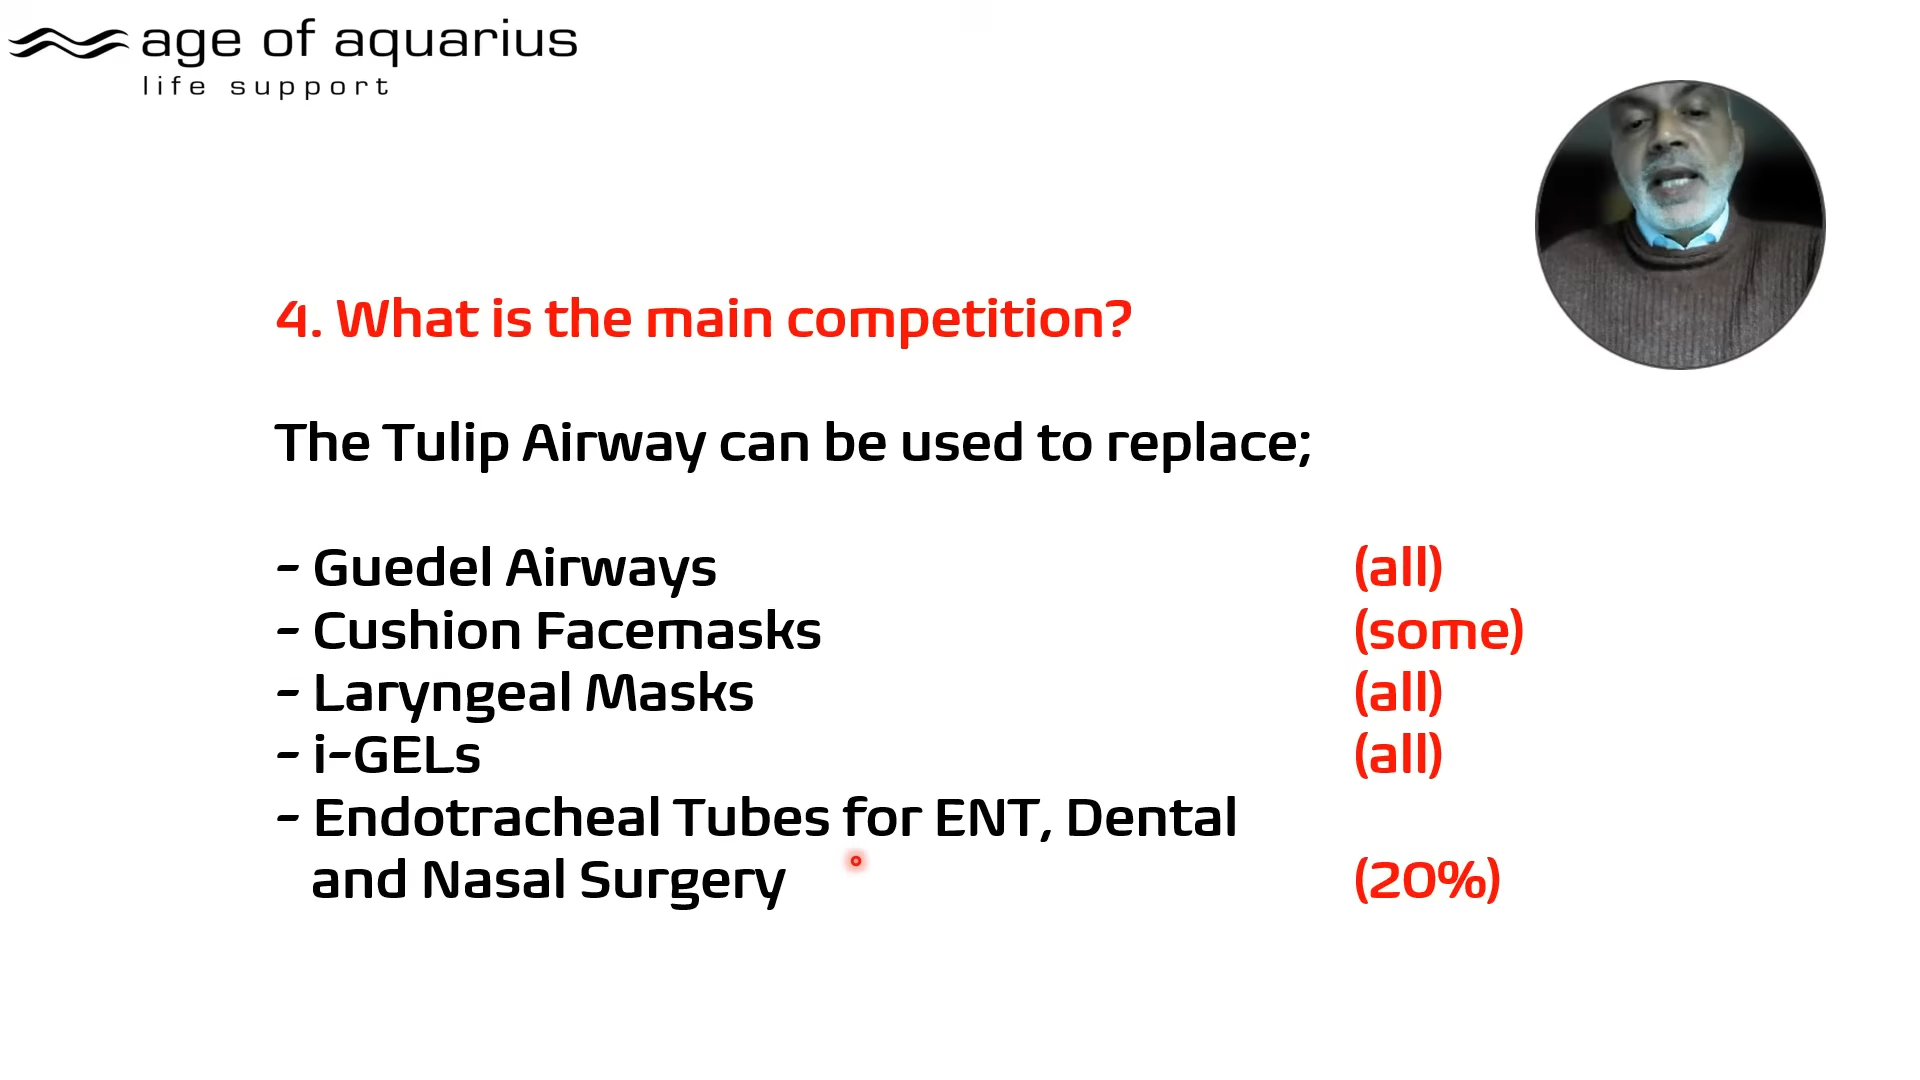 age of aquarius
life support
4. What is the main competition?
The Tulip Airway can be used to replace;
- Guedel Airways (all)
- Cushion Facemasks (some)
- Laryngeal Masks (all)
- i-GELs (all)
- Endotracheal Tubes for ENT, Dental
and Nasal Surgery (20%)